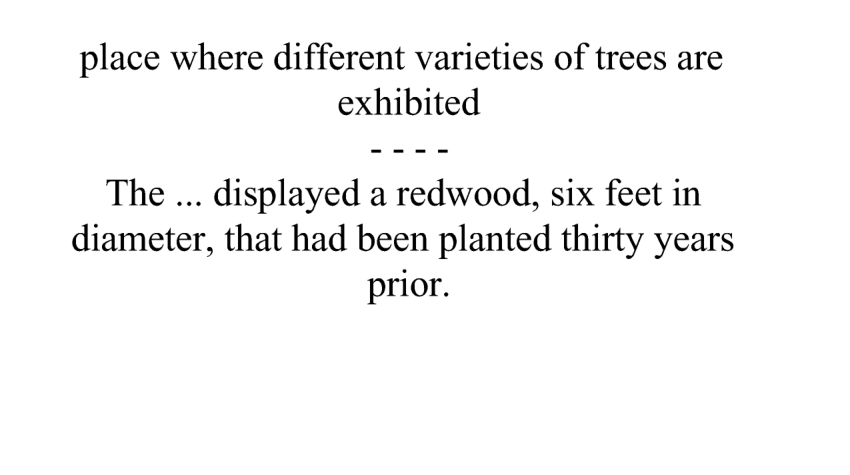 place where different varieties of trees are
exhibited
- - - -
The ... displayed a redwood, six feet in
diameter, that had been planted thirty years
prior.